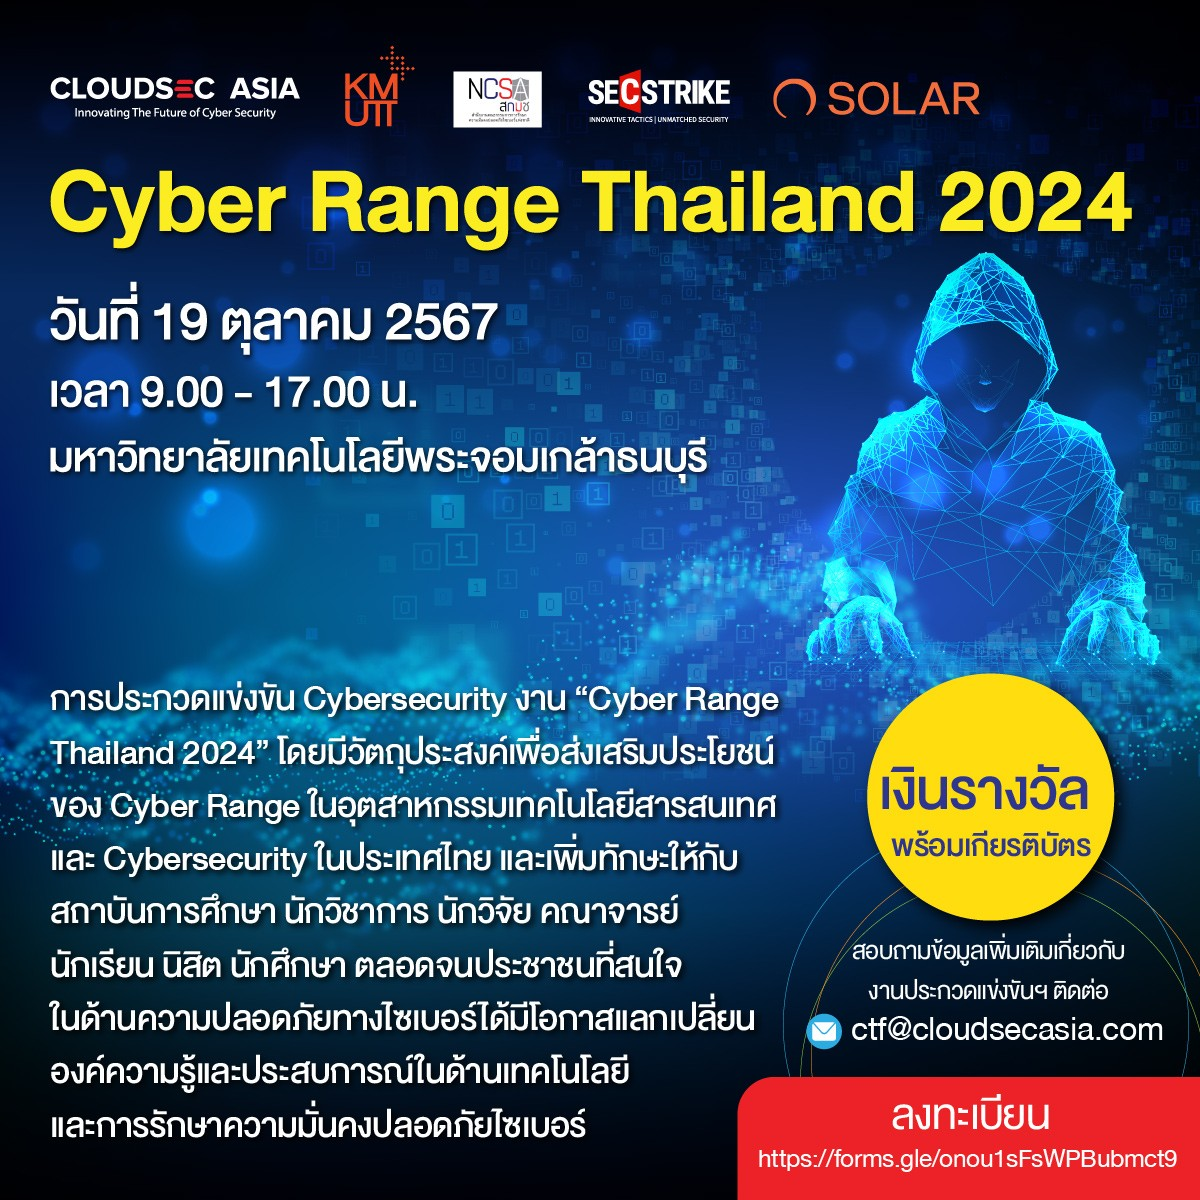 CLOUDSEC ASIA
Innovating The Future of Cyber Security
KM
UTT
NCSA
สกมช
SECSTRIKE
INNOVATIVE TACTICS | UNMATCHED SECURITY
SOLAR
Cyber Range Thailand 2024
วันที่ 19 ตุลาคม 2567
เวลา 9.00 - 17.00 น.
มหาวิทยาลัยเทคโนโลยีพระจอมเกล้าธนบุรี
การประกวดแข่งขัน Cybersecurity งาน “Cyber Range
Thailand 2024” โดยมีวัตถุประสงค์เพื่อส่งเสริมประโยชน์
ของ Cyber Range ในอุตสาหกรรมเทคโนโลยีสารสนเทศ
และ Cybersecurity ในประเทศไทย และเพิ่มทักษะให้กับ
สถาบันการศึกษา นักวิชาการ นักวิจัย คณาจารย์
นักเรียน นิสิต นักศึกษา ตลอดจนประชาชนที่สนใจ
ในด้านความปลอดภัยทางไซเบอร์ได้มีโอกาสแลกเปลี่ยน
องค์ความรู้และประสบการณ์ในด้านเทคโนโลยี
และการรักษาความมั่นคงปลอดภัยไซเบอร์
เงินรางวัล
พร้อมเกียรติบัตร
สอบถามข้อมูลเพิ่มเติมเกี่ยวกับ
งานประกวดแข่งขันฯ ติดต่อ
ctf@cloudsecasia.com
ลงทะเบียน
https://forms.gle/onou1sFsWPBubmct9